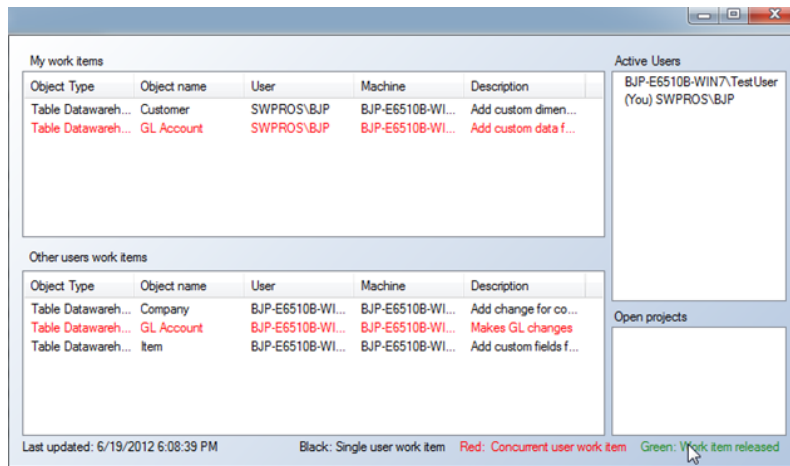 My work items
Object Type Object name User Machine Description
Table Datawareh... Customer SWPROS\BJP BJP-E6510B-WI... Add custom dimen...
Table Datawareh... GL Account SWPROS\BJP BJP-E6510B-WI... Add custom data f...
Other users work items
Object Type Object name User Machine Description
Table Datawareh... Company BJP-E6510B-WI... BJP-E6510B-WI... Add change for co...
Table Datawareh... GL Account BJP-E6510B-WI... BJP-E6510B-WI... Makes GL changes
Table Datawareh... Item BJP-E6510B-WI... BJP-E6510B-WI... Add custom fields f...
Active Users
BJP-E6510B-WIN7\TestUser
(You) SWPROS\BJP
Open projects
Last updated: 6/19/2012 6:08:39 PM Black: Single user work item Red: Concurrent user work item Green: Work item released